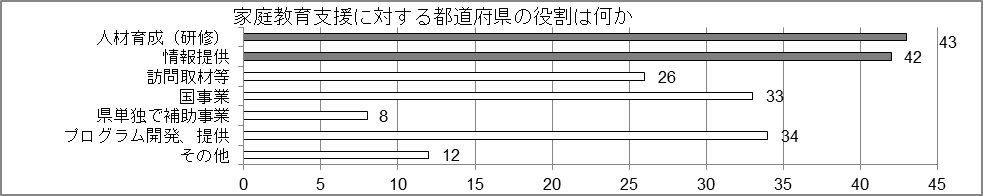 家庭教育支援に対する都道府県の役割は何か
人材育成（研修） 43
情報提供 42
訪問取材等 26
国事業 33
県単独で補助事業 8
プログラム開発、提供 34
その他 12
0 5 10 15 20 25 30 35 40 45